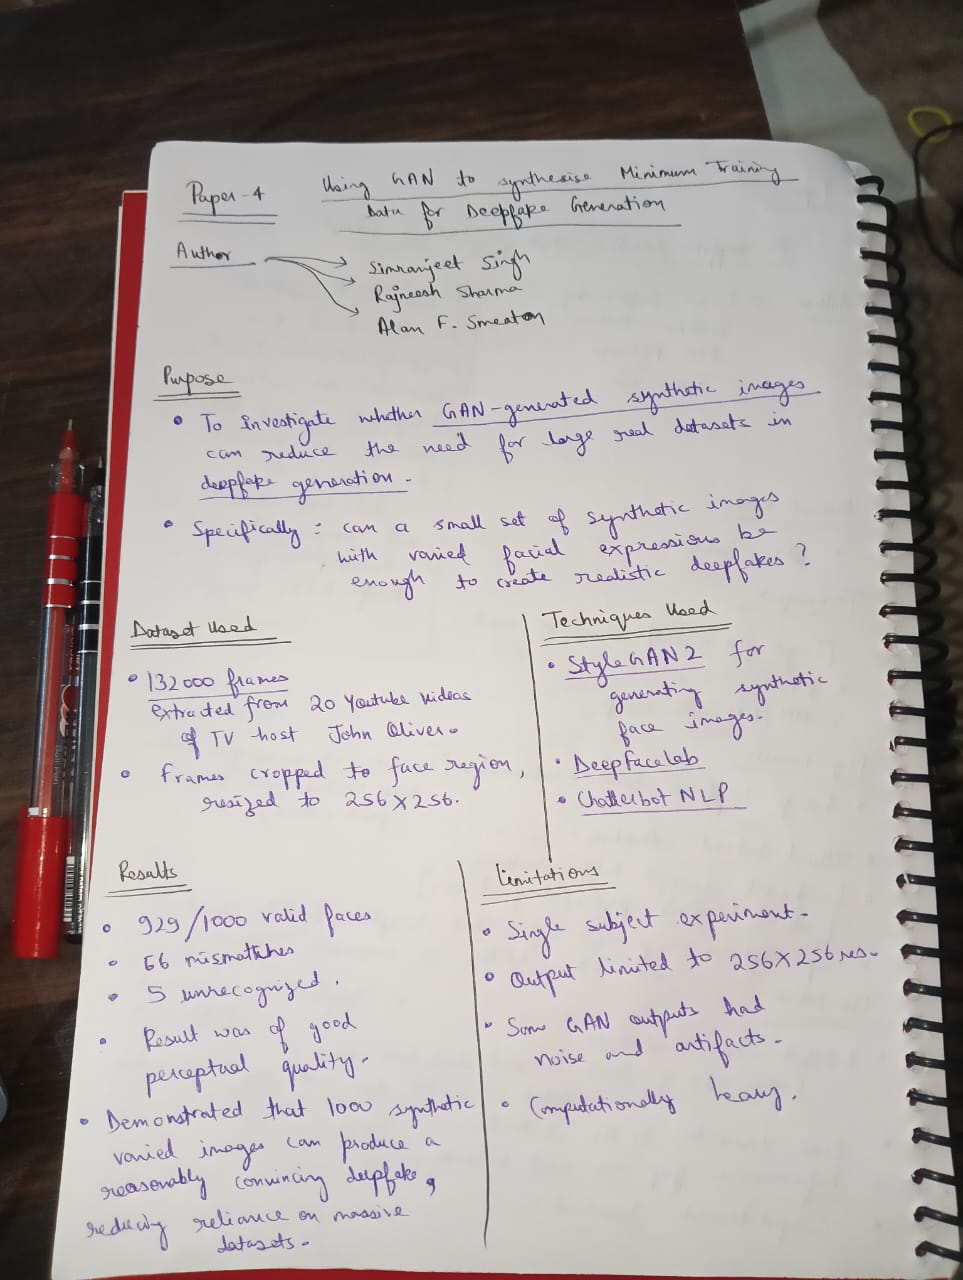 Paper-4
Using GAN to synthesise Minimum Training
Data for Deepfake Generation
Author
Simranjeet Singh
Rajneesh Sharma
Alan F. Smeaton
Purpose
• To investigate whether GAN-generated synthetic images
can reduce the need for large real datasets in
deepfake generation.
• Specifically: can a small set of synthetic images
with varied facial expressions be
enough to create realistic deepfakes?
Dataset Used
• 132000 frames
extracted from 20 Youtube videos
of TV host John Oliver.
• Frames cropped to face region,
resized to 256×256.
Techniques Used
• StyleGAN2 for
generating synthetic
face images.
• DeepFaceLab
• Chatterbot NLP
Results
• 929/1000 valid faces
• 66 mismatches
• 5 unrecognized.
• Result was of good
perceptual quality.
• Demonstrated that 1000 synthetic
varied images can produce a
reasonably convincing deepfake,
reducing reliance on massive
datasets.
Limitations
• Single subject experiment.
• Output limited to 256×256 res.
• Some GAN outputs had
noise and artifacts.
• Computationally heavy.